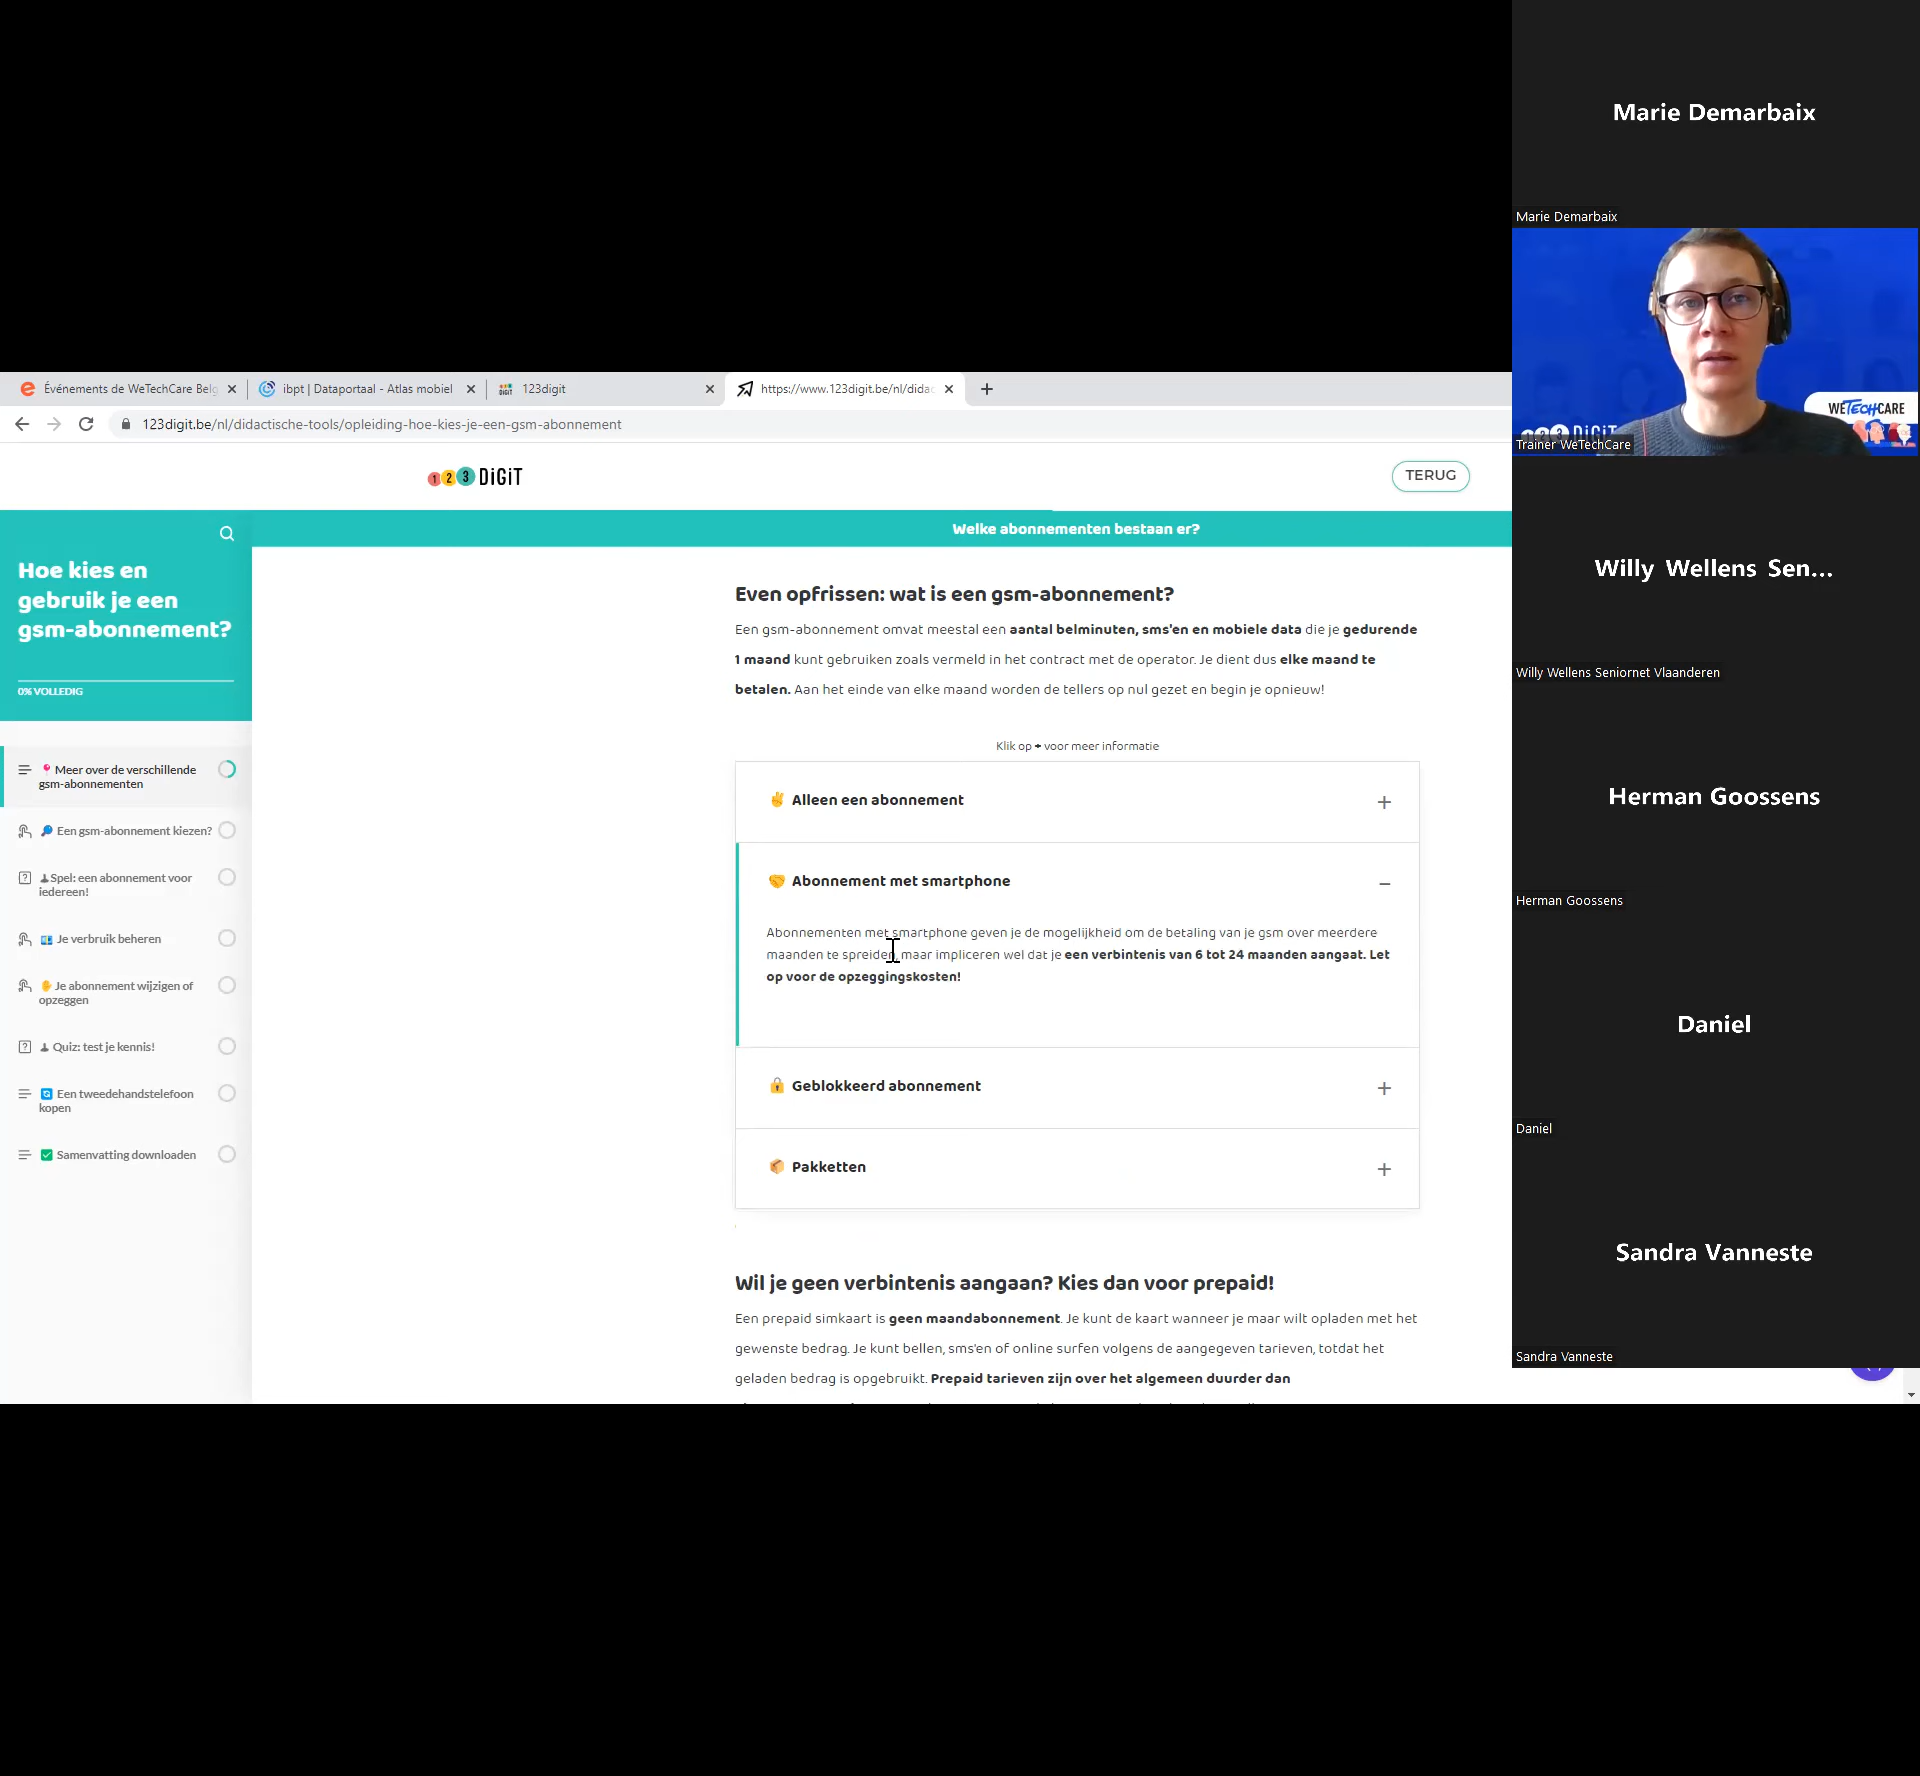 Événements de WeTechCare Belg
ibpt | Dataportaal - Atlas mobiel
123digit
https://www.123digit.be/nl/didac
123digit.be/nl/didactische-tools/opleiding-hoe-kies-je-een-gsm-abonnement
1 2 3 DiGiT
TERUG
Hoe kies en
gebruik je een
gsm-abonnement?
0% VOLLEDIG
Meer over de verschillende
gsm-abonnementen
Een gsm-abonnement kiezen?
Spel: een abonnement voor
iedereen!
Je verbruik beheren
Je abonnement wijzigen of
opzeggen
Quiz: test je kennis!
Een tweedehandstelefoon
kopen
Samenvatting downloaden
Welke abonnementen bestaan er?
Even opfrissen: wat is een gsm-abonnement?
Een gsm-abonnement omvat meestal een aantal belminuten, sms'en en mobiele data die je gedurende
1 maand kunt gebruiken zoals vermeld in het contract met de operator. Je dient dus elke maand te
betalen. Aan het einde van elke maand worden de tellers op nul gezet en begin je opnieuw!
Klik op + voor meer informatie
Alleen een abonnement
Abonnement met smartphone
Abonnementen met smartphone geven je de mogelijkheid om de betaling van je gsm over meerdere
maanden te spreiden, maar impliceren wel dat je een verbintenis van 6 tot 24 maanden aangaat. Let
op voor de opzeggingskosten!
Geblokkeerd abonnement
Pakketten
Wil je geen verbintenis aangaan? Kies dan voor prepaid!
Een prepaid simkaart is geen maandabonnement. Je kunt de kaart wanneer je maar wilt opladen met het
gewenste bedrag. Je kunt bellen, sms'en of online surfen volgens de aangegeven tarieven, totdat het
geladen bedrag is opgebruikt. Prepaid tarieven zijn over het algemeen duurder dan
Marie Demarbaix
Marie Demarbaix
WETECHCARE
DiGiT
Trainer WeTechCare
Willy Wellens Sen...
Willy Wellens Seniornet Vlaanderen
Herman Goossens
Herman Goossens
Daniel
Daniel
Sandra Vanneste
Sandra Vanneste